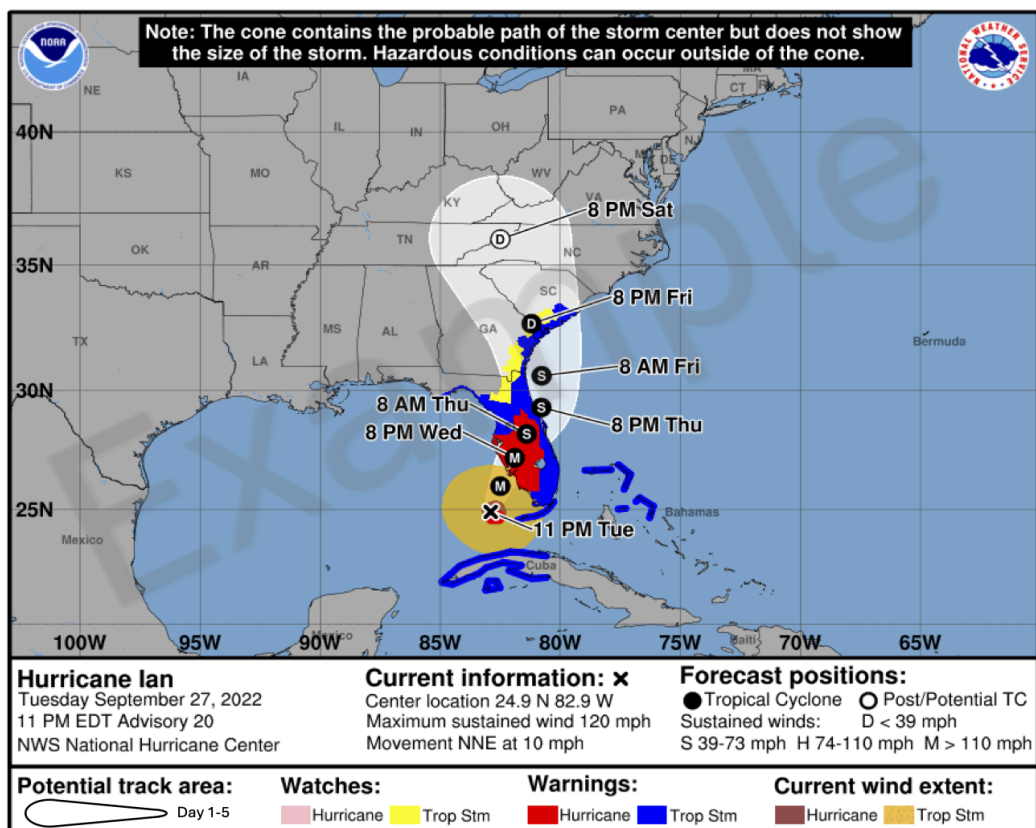 Note: The cone contains the probable path of the storm center but does not show
the size of the storm. Hazardous conditions can occur outside of the cone.
NOAA
NATIONAL WEATHER SERVICE
Example
MA
NE
IA
CT
PA
IL
IN
OH
40N
NJ
DE
KS
MO
WV
KY
VA
8 PM Sat
D
OK
TN
NC
35N
AR
SC
8 PM Fri
D
MS
AL
GA
TX
Bermuda
LA
8 AM Fri
S
30N
8 AM Thu
S
S
8 PM Thu
8 PM Wed
M
M
25N
Bahamas
11 PM Tue
Mexico
Cuba
Mexico
Haiti
100W
95W
90W
85W
80W
75W
70W
65W
Hurricane Ian
Tuesday September 27, 2022
11 PM EDT Advisory 20
NWS National Hurricane Center
Current information: ×
Center location 24.9 N 82.9 W
Maximum sustained wind 120 mph
Movement NNE at 10 mph
Forecast positions:
Tropical Cyclone Post/Potential TC
Sustained winds: D < 39 mph
S 39-73 mph H 74-110 mph M > 110 mph
Potential track area:
Day 1-5
Watches:
Hurricane Trop Stm
Warnings:
Hurricane Trop Stm
Current wind extent:
Hurricane Trop Stm